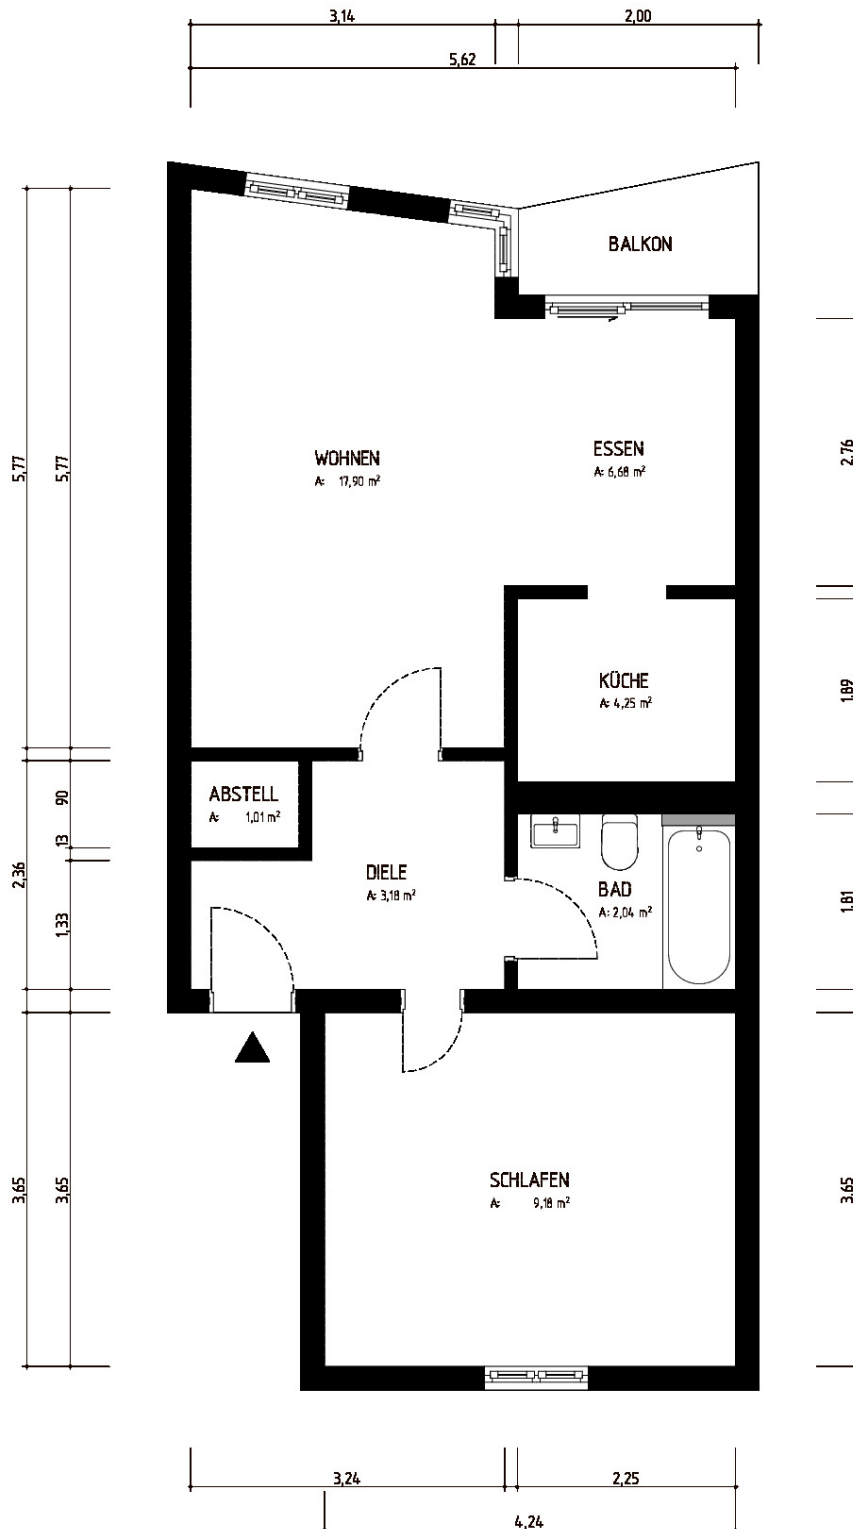 3,14
2,00
5,62
BALKON
5,77
5,77
WOHNEN
A: 17,90 m²
ESSEN
A: 6,68 m²
2,76
KÜCHE
A: 4,25 m²
1,89
ABSTELL
A: 1,01 m²
90
13
2,36
1,33
DIELE
A: 3,18 m²
BAD
A: 2,04 m²
1,81
3,65
3,65
SCHLAFEN
A: 9,18 m²
3,65
3,24
2,25
4,24